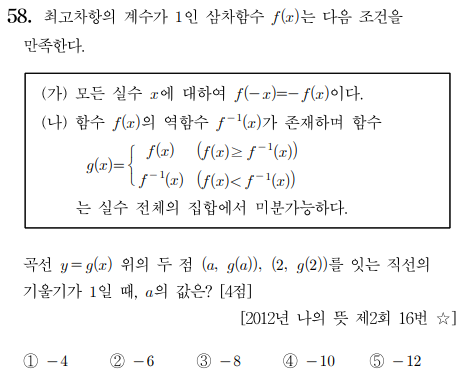 58. 최고차항의 계수가 1인 삼차함수 f(x)는 다음 조건을
만족한다.
(가) 모든 실수 x에 대하여 f(-x)=-f(x)이다.
(나) 함수 f(x)의 역함수 f⁻¹(x)가 존재하며 함수
g(x)={ f(x) (f(x)≥f⁻¹(x))
f⁻¹(x) (f(x)<f⁻¹(x))
는 실수 전체의 집합에서 미분가능하다.
곡선 y=g(x) 위의 두 점 (a, g(a)), (2, g(2))를 잇는 직선의
기울기가 1일 때, a의 값은? [4점]
[2012년 나의 뜻 제2회 16번 ☆]
① -4 ② -6 ③ -8 ④ -10 ⑤ -12